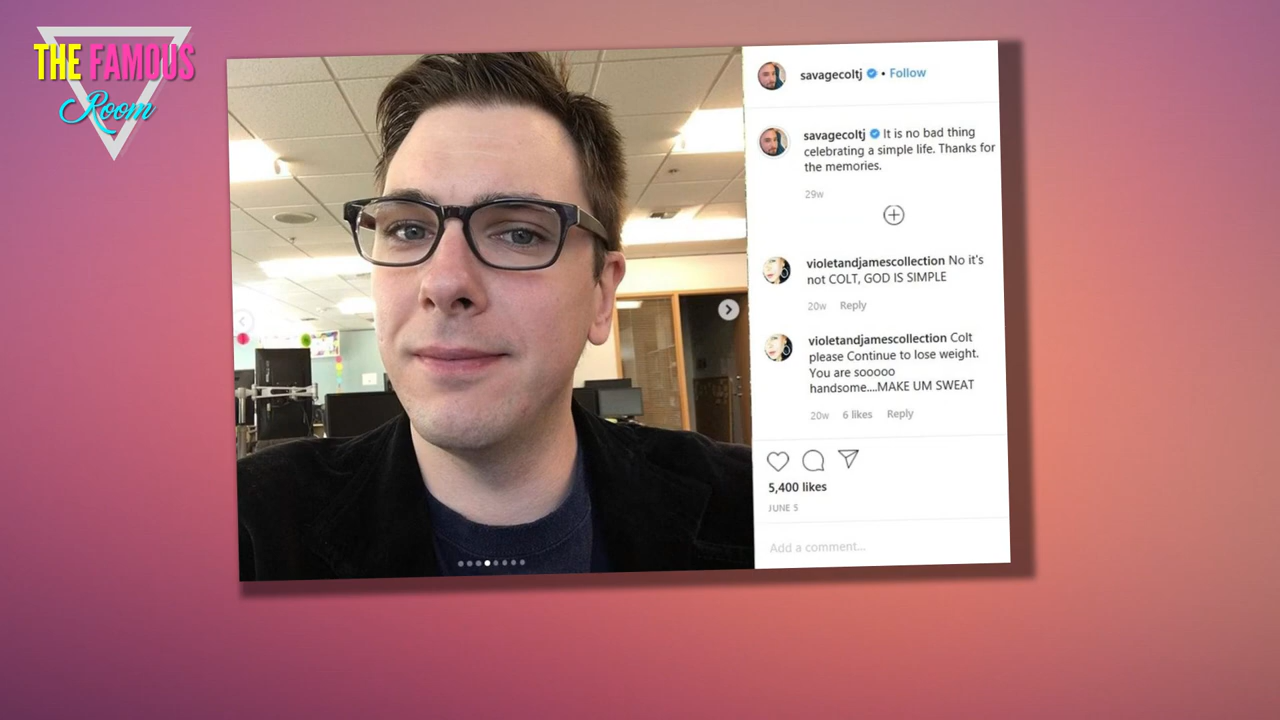 THE FAMOUS
Room
savagecoltj • Follow
savagecoltj It is no bad thing
celebrating a simple life. Thanks for
the memories.
29w
violetandjamescollection No it's
not COLT, GOD IS SIMPLE
20w Reply
violetandjamescollection Colt
please Continue to lose weight.
You are sooooo
handsome....MAKE UM SWEAT
20w 6 likes Reply
5,400 likes
JUNE 5
Add a comment...